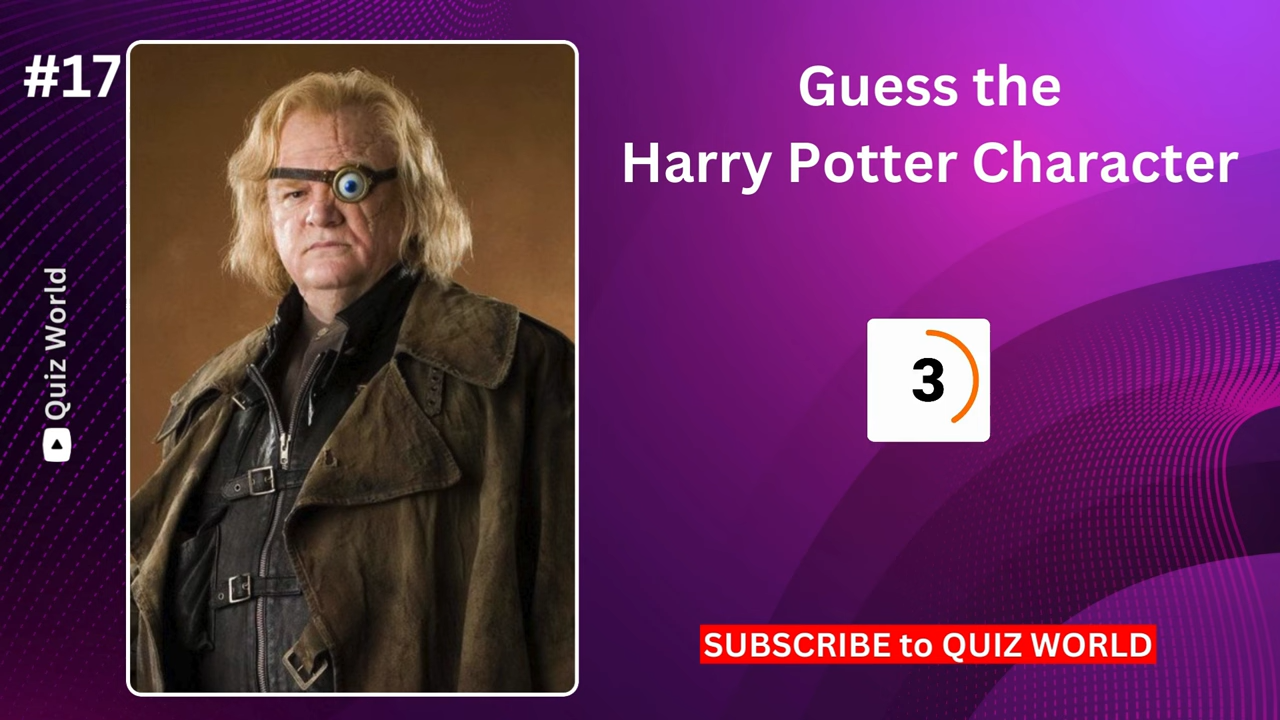 #17
Guess the
Harry Potter Character
3
Quiz World
SUBSCRIBE to QUIZ WORLD